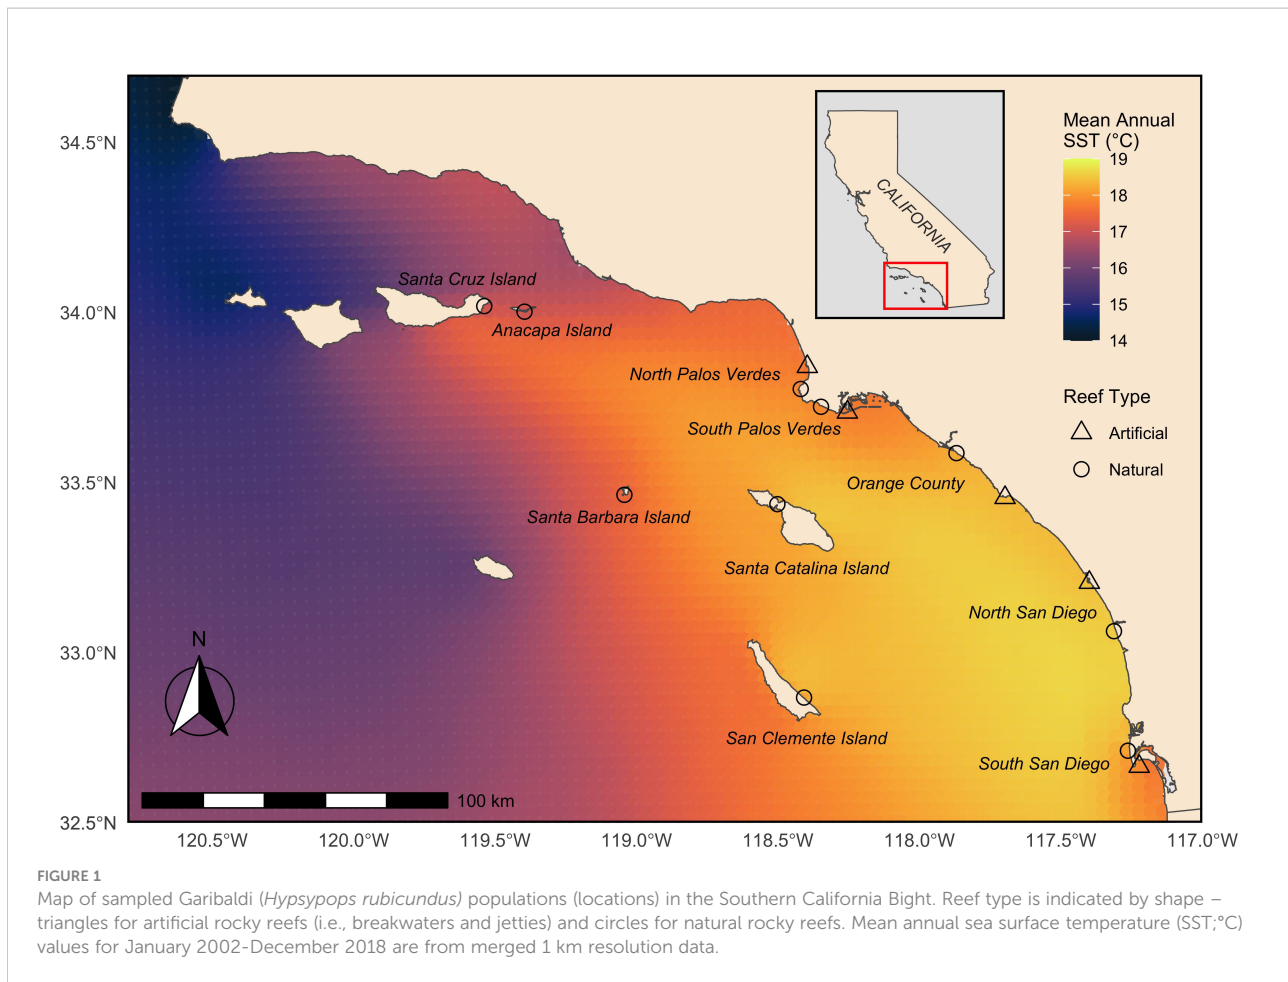 34.5°N
34.0°N
33.5°N
33.0°N
32.5°N
120.5°W
120.0°W
119.5°W
119.0°W
118.5°W
118.0°W
117.5°W
117.0°W
Santa Cruz Island
Anacapa Island
North Palos Verdes
South Palos Verdes
Orange County
Santa Barbara Island
Santa Catalina Island
North San Diego
San Clemente Island
South San Diego
N
100 km
CALIFORNIA
Mean Annual
SST (°C)
19
18
17
16
15
14
Reef Type
Artificial
Natural
FIGURE 1
Map of sampled Garibaldi (Hypsypops rubicundus) populations (locations) in the Southern California Bight. Reef type is indicated by shape –
triangles for artificial rocky reefs (i.e., breakwaters and jetties) and circles for natural rocky reefs. Mean annual sea surface temperature (SST;°C)
values for January 2002-December 2018 are from merged 1 km resolution data.